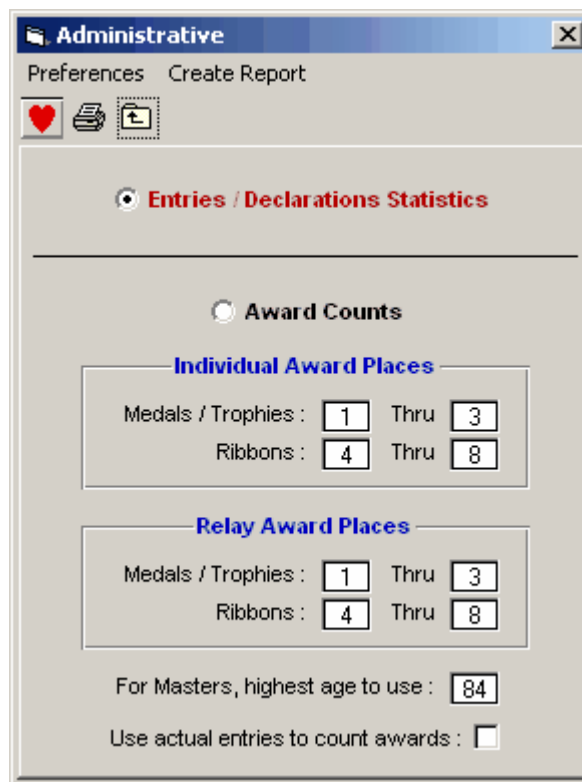 Administrative
Preferences Create Report
Entries / Declarations Statistics
Award Counts
Individual Award Places
Medals / Trophies : 1 Thru 3
Ribbons : 4 Thru 8
Relay Award Places
Medals / Trophies : 1 Thru 3
Ribbons : 4 Thru 8
For Masters, highest age to use : 84
Use actual entries to count awards :